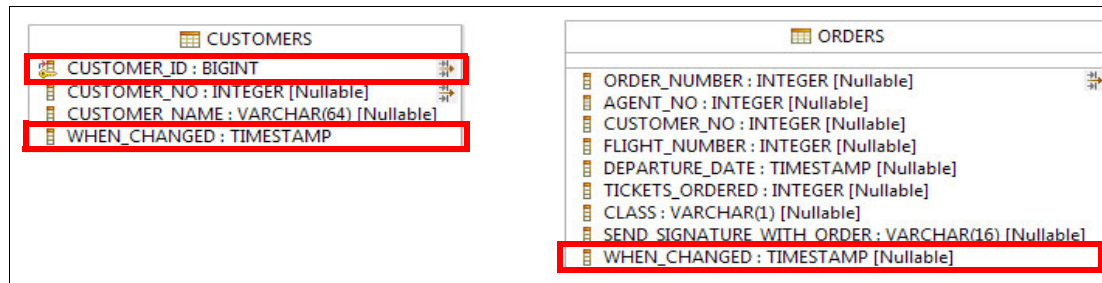 CUSTOMERS
CUSTOMER_ID : BIGINT
CUSTOMER_NO : INTEGER [Nullable]
CUSTOMER_NAME : VARCHAR(64) [Nullable]
WHEN_CHANGED : TIMESTAMP
ORDERS
ORDER_NUMBER : INTEGER [Nullable]
AGENT_NO : INTEGER [Nullable]
CUSTOMER_NO : INTEGER [Nullable]
FLIGHT_NUMBER : INTEGER [Nullable]
DEPARTURE_DATE : TIMESTAMP [Nullable]
TICKETS_ORDERED : INTEGER [Nullable]
CLASS : VARCHAR(1) [Nullable]
SEND_SIGNATURE_WITH_ORDER : VARCHAR(16) [Nullable]
WHEN_CHANGED : TIMESTAMP [Nullable]